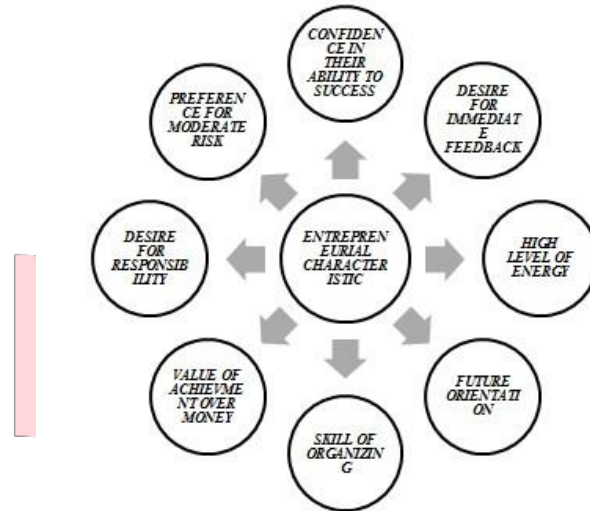 CONFIDEN
CE IN
THEIR
ABILITY TO
SUCCESS
DESIRE
FOR
IMMEDIAT
E
FEEDBACK
HIGH
LEVEL OF
ENERGY
FUTURE
ORIENTATI
ON
SKILL OF
ORGANIZIN
G
VALUE OF
ACHIEVME
NT OVER
MONEY
DESIRE
FOR
RESPONSIB
ILITY
PREFEREN
CE FOR
MODERATE
RISK
ENTREPREN
EURIAL
CHARACTER
ISTIC